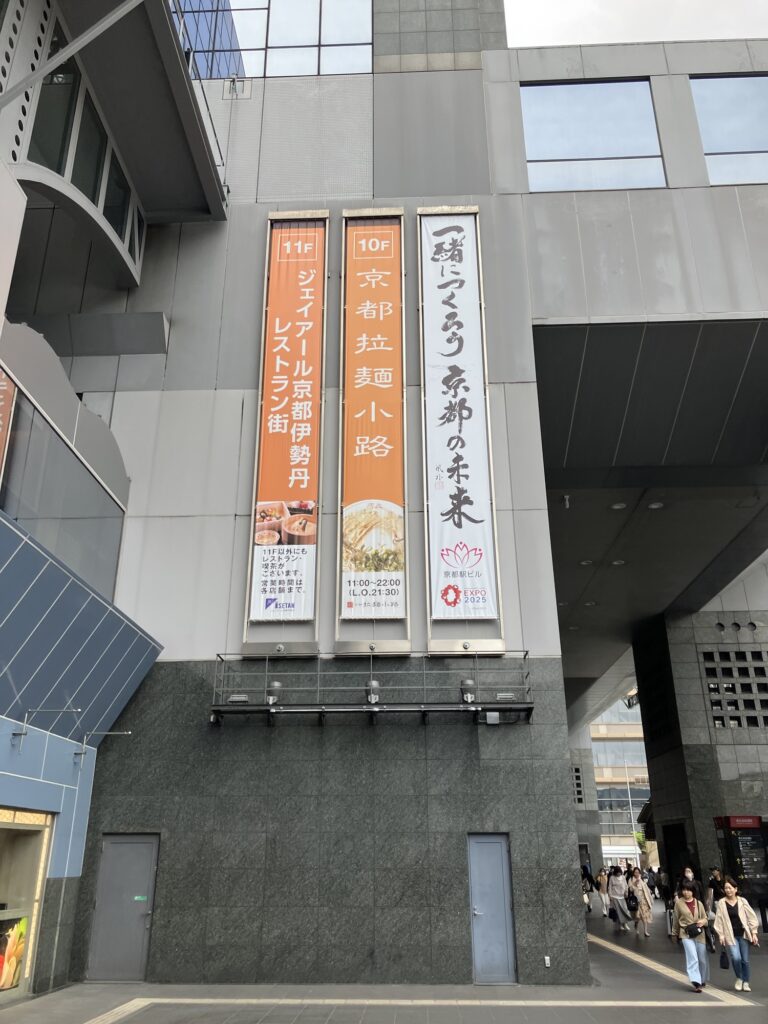 11F
ジェイアール京都伊勢丹
レストラン街
11F以外にも
レストラン・
喫茶が
ございます。
営業時間は
各店舗まで。
ISETAN
10F
京都拉麺小路
11:00~22:00
(L.O.21:30)
一緒につくろう 京都の未来
京都駅ビル
EXPO
2025